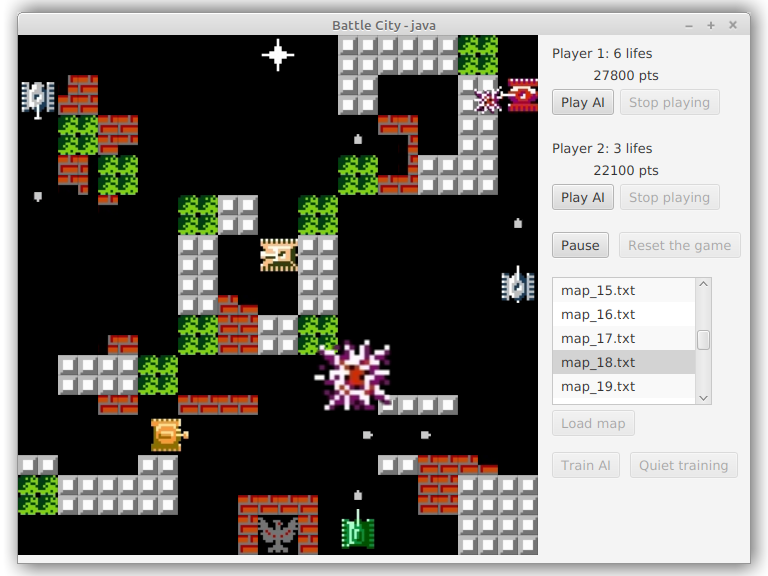 Battle City - java
Player 1: 6 lifes
27800 pts
Play AI
Stop playing
Player 2: 3 lifes
22100 pts
Play AI
Stop playing
Pause
Reset the game
map_15.txt
map_16.txt
map_17.txt
map_18.txt
map_19.txt
Load map
Train AI
Quiet training